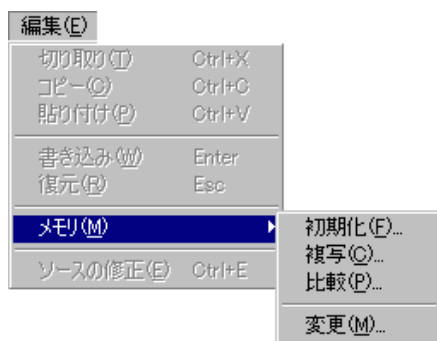 編集(E)
切り取り(T) Ctrl+X
コピー(C) Ctrl+C
貼り付け(P) Ctrl+V
書き込み(W) Enter
復元(R) Esc
メモリ(M)
ソースの修正(E) Ctrl+E
初期化(F)...
複写(C)...
比較(P)...
変更(M)...